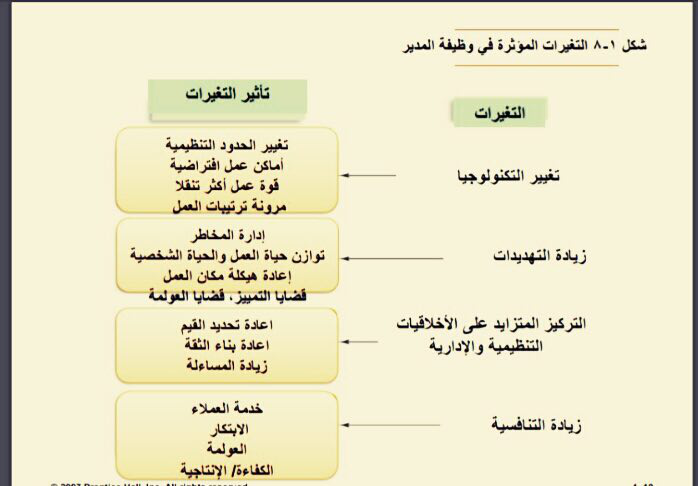 شكل ١-٨ التغيرات المؤثرة في وظيفة المدير
التغيرات
تأثير التغيرات
تغيير التكنولوجيا
تغيير الحدود التنظيمية
أماكن عمل افتراضية
قوة عمل أكثر تنقلا
مرونة ترتيبات العمل
زيادة التهديدات
إدارة المخاطر
توازن حياة العمل والحياة الشخصية
إعادة هيكلة مكان العمل
قضايا التمييز، قضايا العولمة
التركيز المتزايد على الأخلاقيات
التنظيمية والإدارية
اعادة تحديد القيم
اعادة بناء الثقة
زيادة المساءلة
زيادة التنافسية
خدمة العملاء
الابتكار
العولمة
الكفاءة/ الإنتاجية